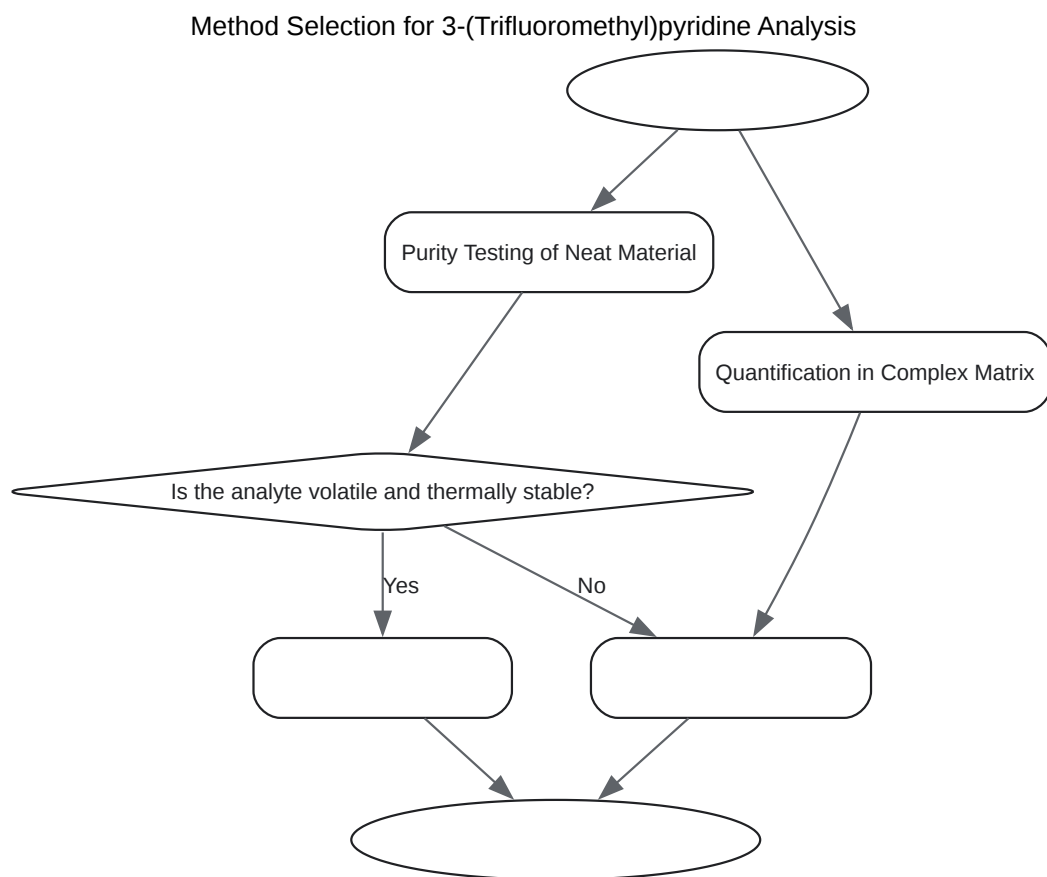 Method Selection for 3-(Trifluoromethyl)pyridine Analysis
Purity Testing of Neat Material
Quantification in Complex Matrix
Is the analyte volatile and thermally stable?
Yes
No